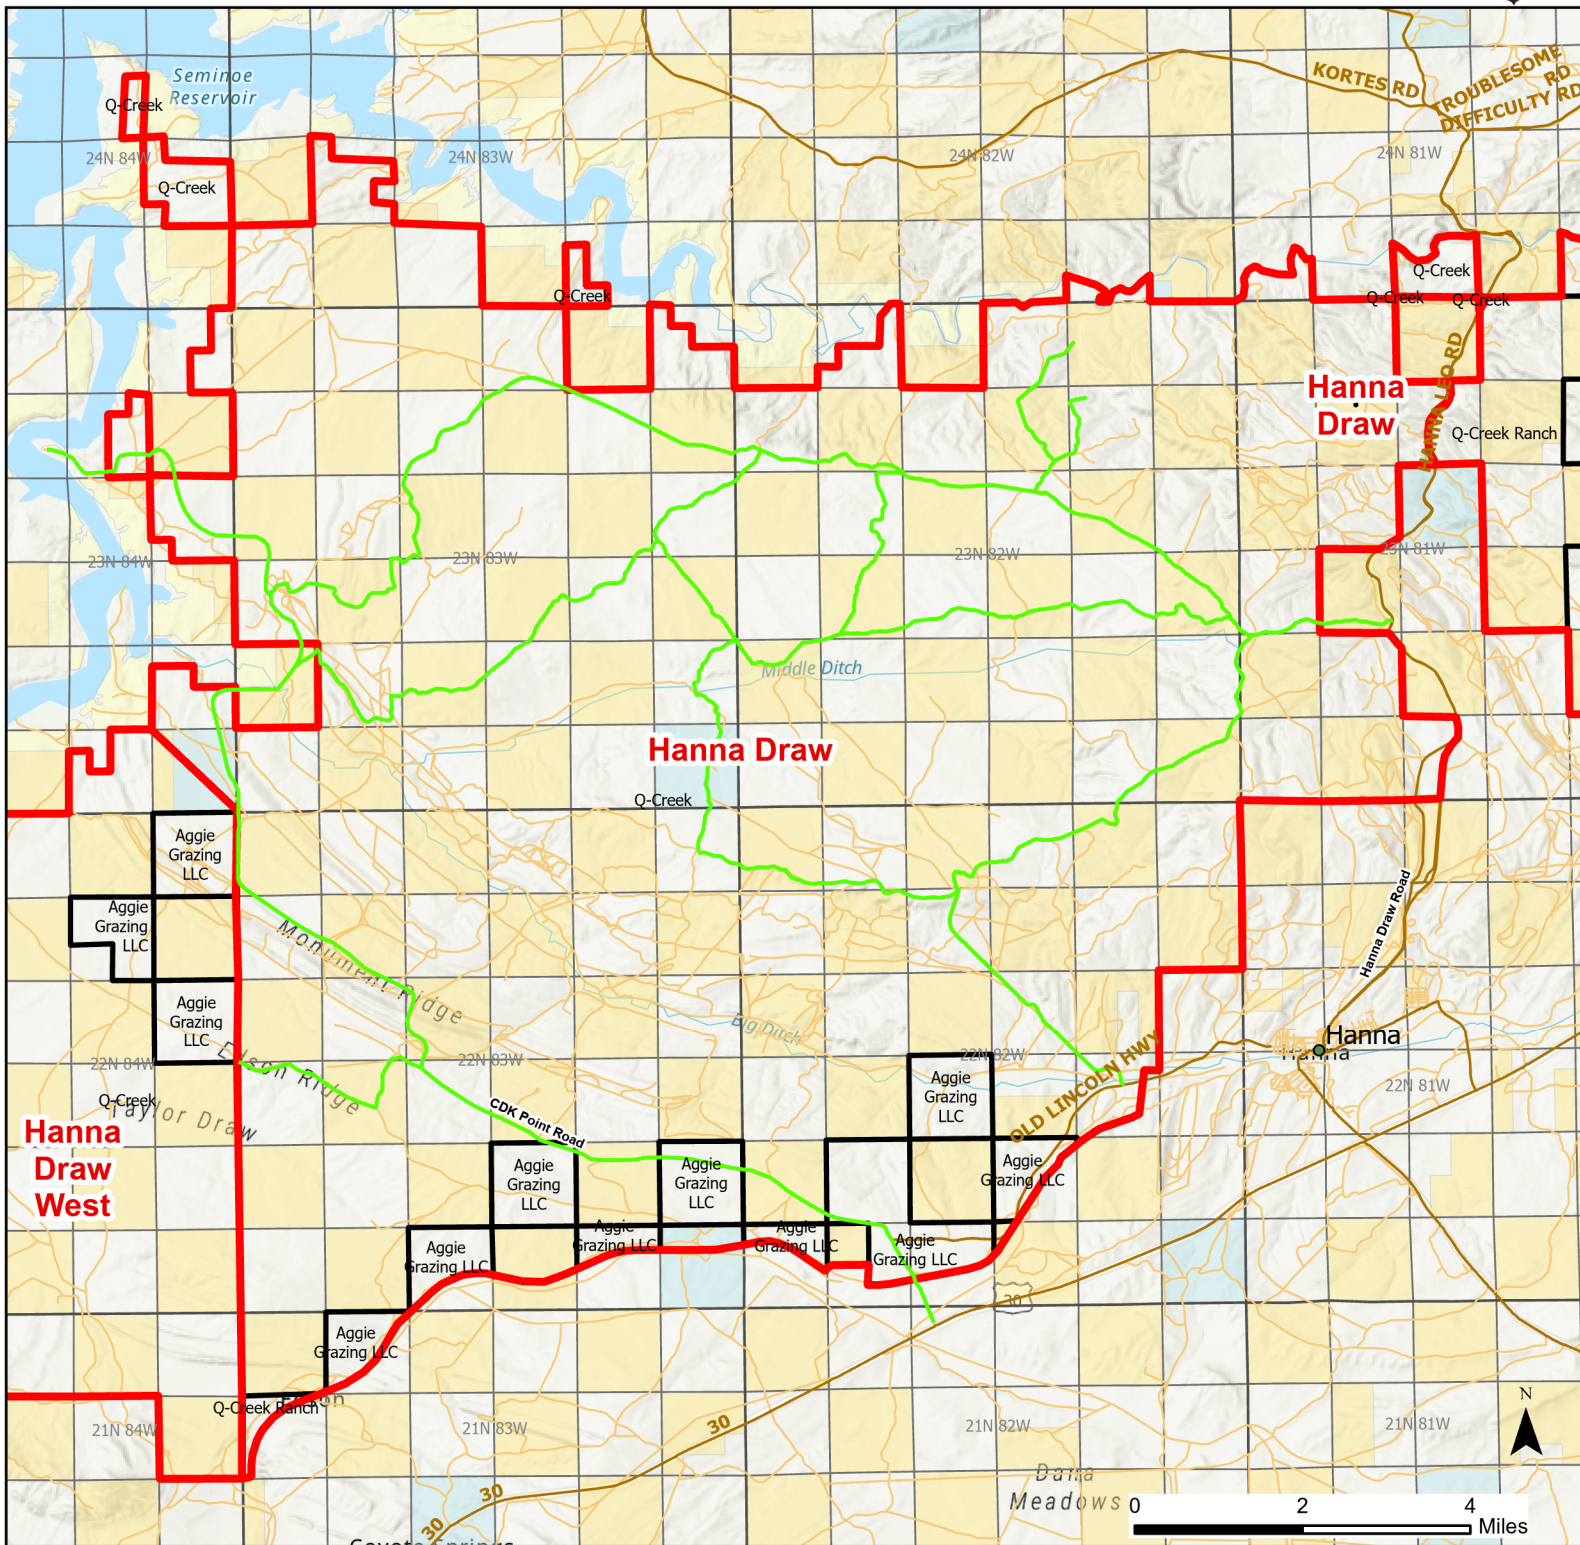 Seminoe
Reservoir
KORTES RD
TROUBLESOME
RD
DIFFICULTY RD
Q-Creek
24N 84W
24N 83W
24N 82W
24N 81W
Q-Creek
Q-Creek
Q-Creek
Q-Creek
Q-Creek
HANNA LEO RD
Hanna
Draw
Q-Creek Ranch
23N 84W
23N 83W
23N 82W
23N 81W
Middle Ditch
Hanna Draw
Q-Creek
Aggie
Grazing
LLC
Aggie
Grazing
LLC
Aggie
Grazing
LLC
Monument Ridge
Hanna Draw Road
Big Ditch
Hanna
Hanna
Edson Ridge
22N 84W
22N 83W
22N 82W
22N 81W
OLD LINCOLN HWY
Q-Creek
Taylor Draw
Hanna
Draw
West
CDK Point Road
Aggie
Grazing
LLC
Aggie
Grazing
LLC
Aggie
Grazing
LLC
Aggie
Grazing LLC
Aggie
Grazing LLC
Aggie
Grazing LLC
Aggie
Grazing LLC
Aggie
Grazing LLC
Aggie
Grazing LLC
30
Q-Creek Ranch
21N 84W
21N 83W
21N 82W
21N 81W
30
30
30
Dana
Meadows
Coyote Springs
N
0 2 4
Miles